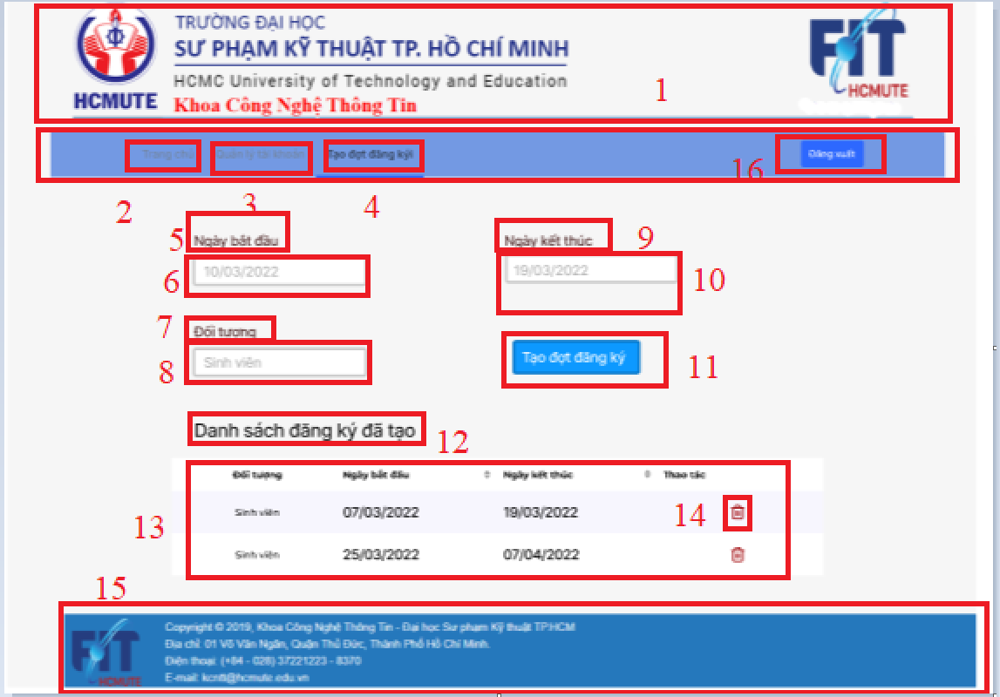 TRƯỜNG ĐẠI HỌC
SƯ PHẠM KỸ THUẬT TP. HỒ CHÍ MINH
HCMC University of Technology and Education
Khoa Công Nghệ Thông Tin
HCMUTE
FIT
HCMUTE
1
Trang chủ
Quản lý tài khoản
Tạo đợt đăng ký
16
Đăng xuất
2
3
4
5
Ngày bắt đầu
Ngày kết thúc
9
6
10/03/2022
19/03/2022
10
7
Đối tượng
8
Sinh viên
Tạo đợt đăng ký
11
Danh sách đăng ký đã tạo
12
Đối tượng
Ngày bắt đầu
Ngày kết thúc
Thao tác
13
Sinh viên
07/03/2022
19/03/2022
14
Sinh viên
25/03/2022
07/04/2022
15
FIT
HCMUTE
Copyright © 2019, Khoa Công Nghệ Thông Tin - Đại học Sư phạm Kỹ thuật TP.HCM
Địa chỉ: 01 Võ Văn Ngân, Quận Thủ Đức, Thành Phố Hồ Chí Minh.
Điện thoại: (+84 - 028) 37221223 - 8370
E-mail: kcntt@hcmute.edu.vn